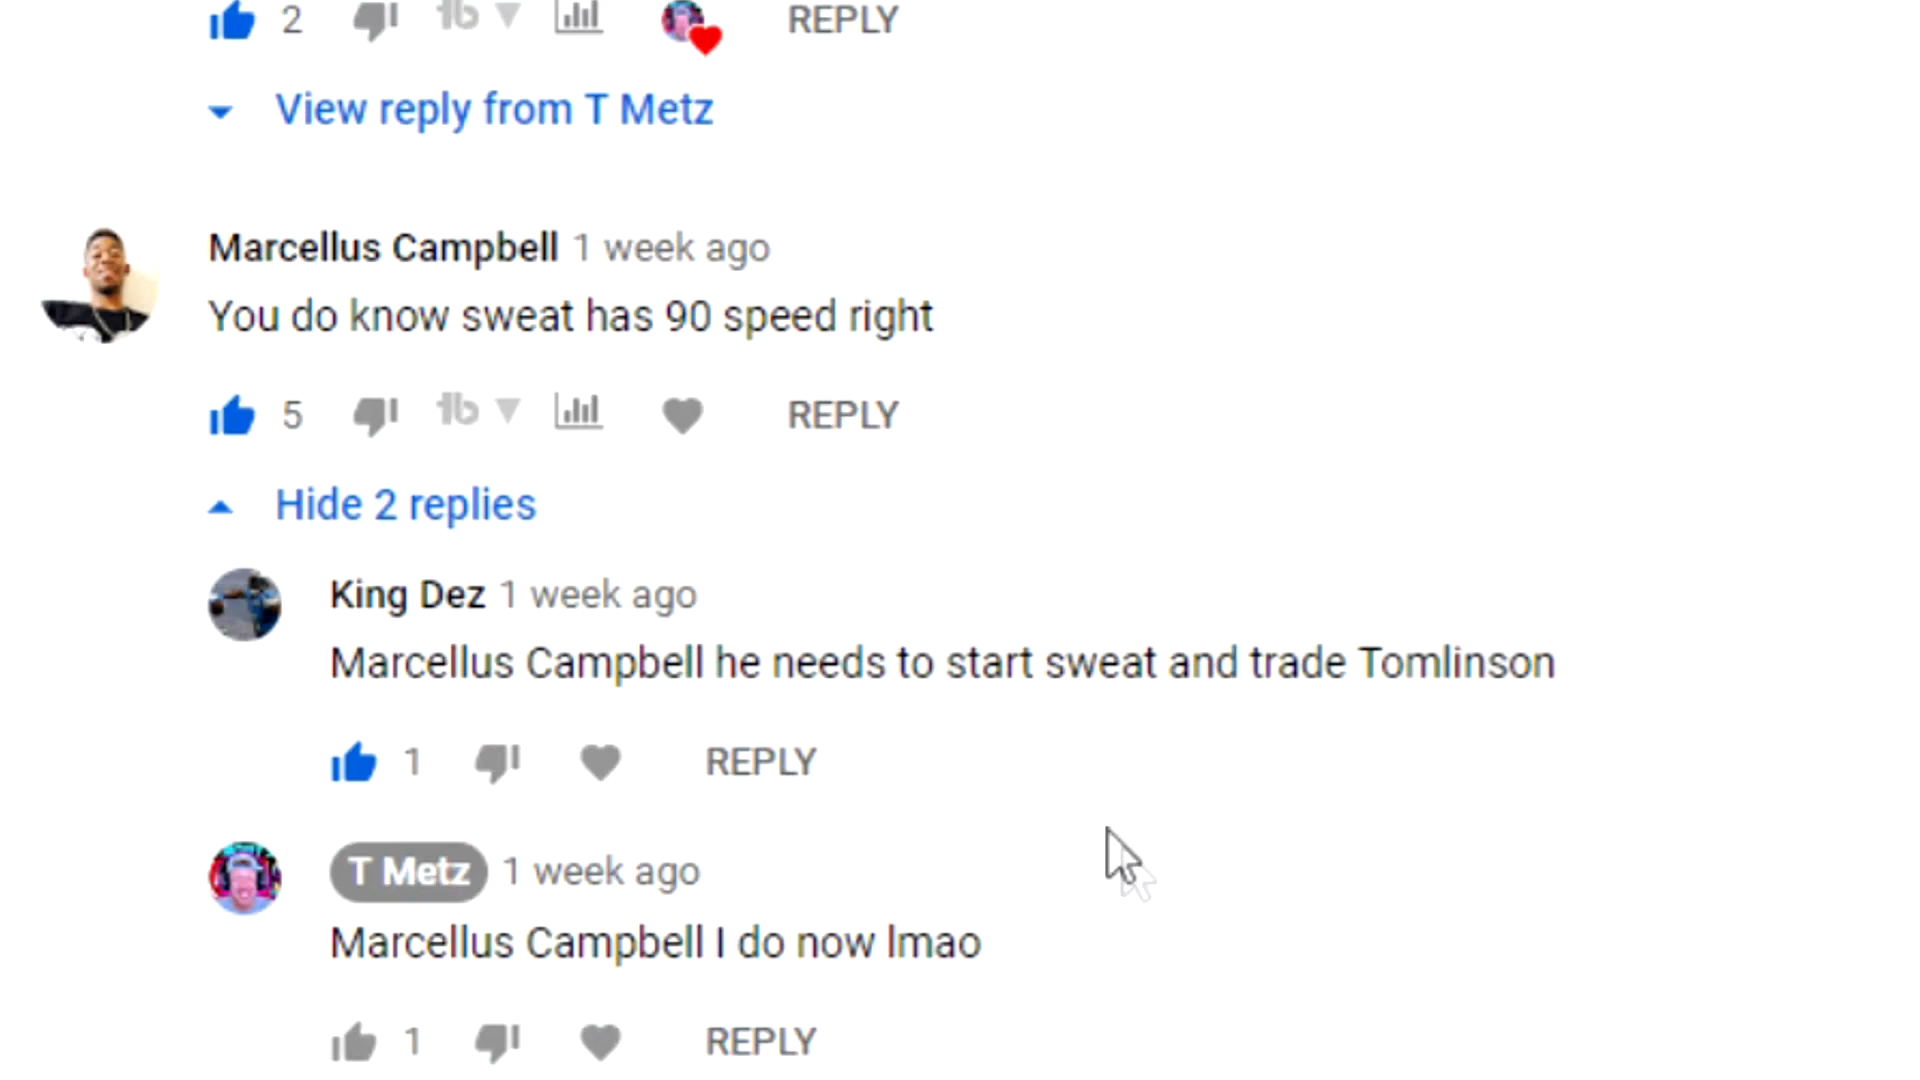 2 REPLY
View reply from T Metz
Marcellus Campbell 1 week ago
You do know sweat has 90 speed right
5 REPLY
Hide 2 replies
King Dez 1 week ago
Marcellus Campbell he needs to start sweat and trade Tomlinson
1 REPLY
T Metz 1 week ago
Marcellus Campbell I do now lmao
1 REPLY